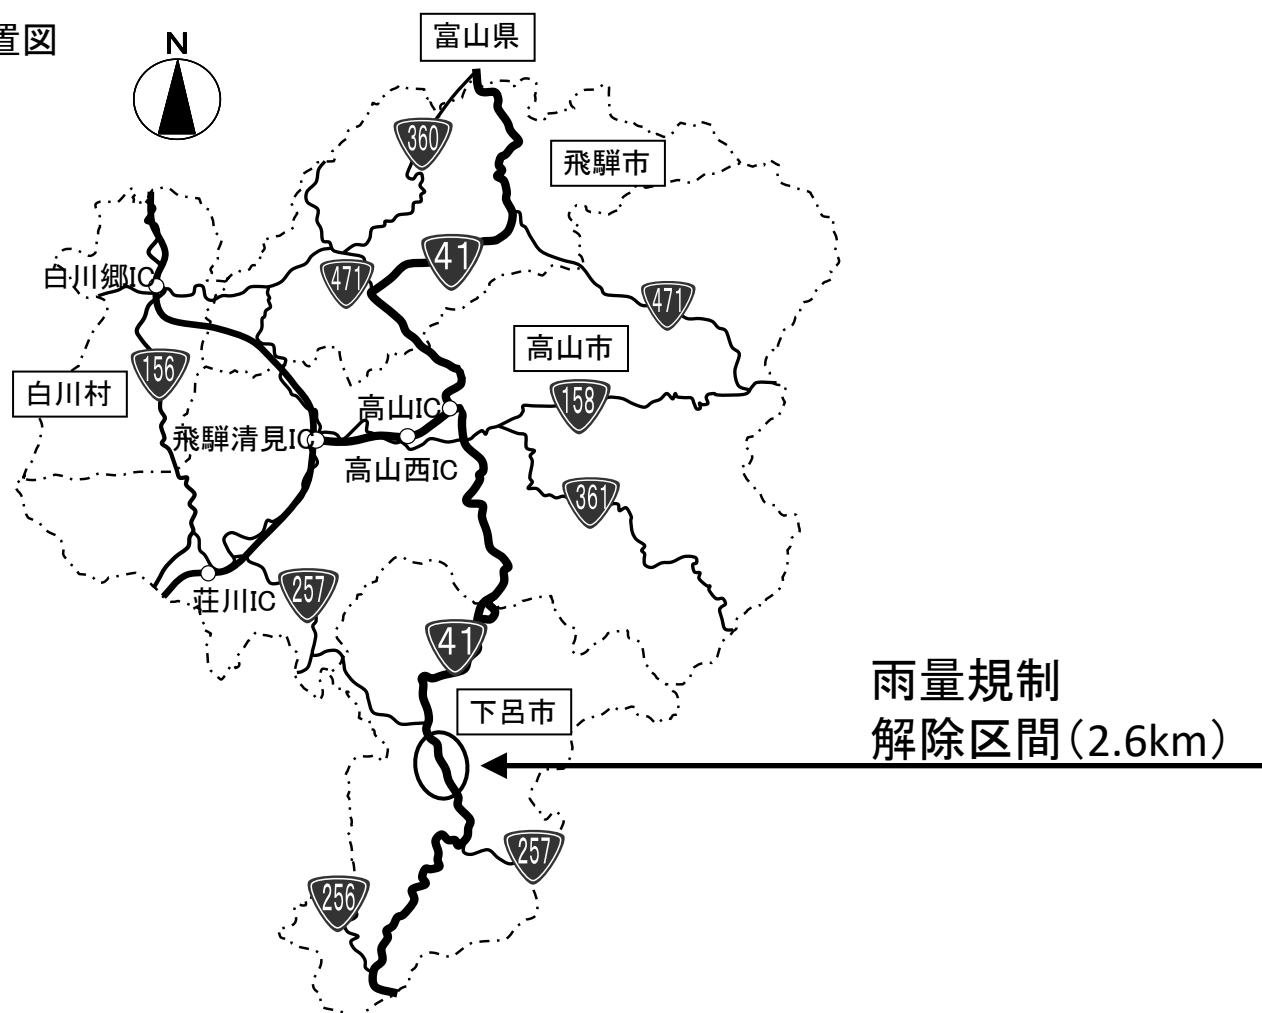 置図
N
富山県
360
飛騨市
41
白川郷IC
471
471
高山市
156
白川村
高山IC
158
飛騨清見IC
高山西IC
361
荘川IC
257
41
雨量規制
解除区間(2.6km)
下呂市
257
256